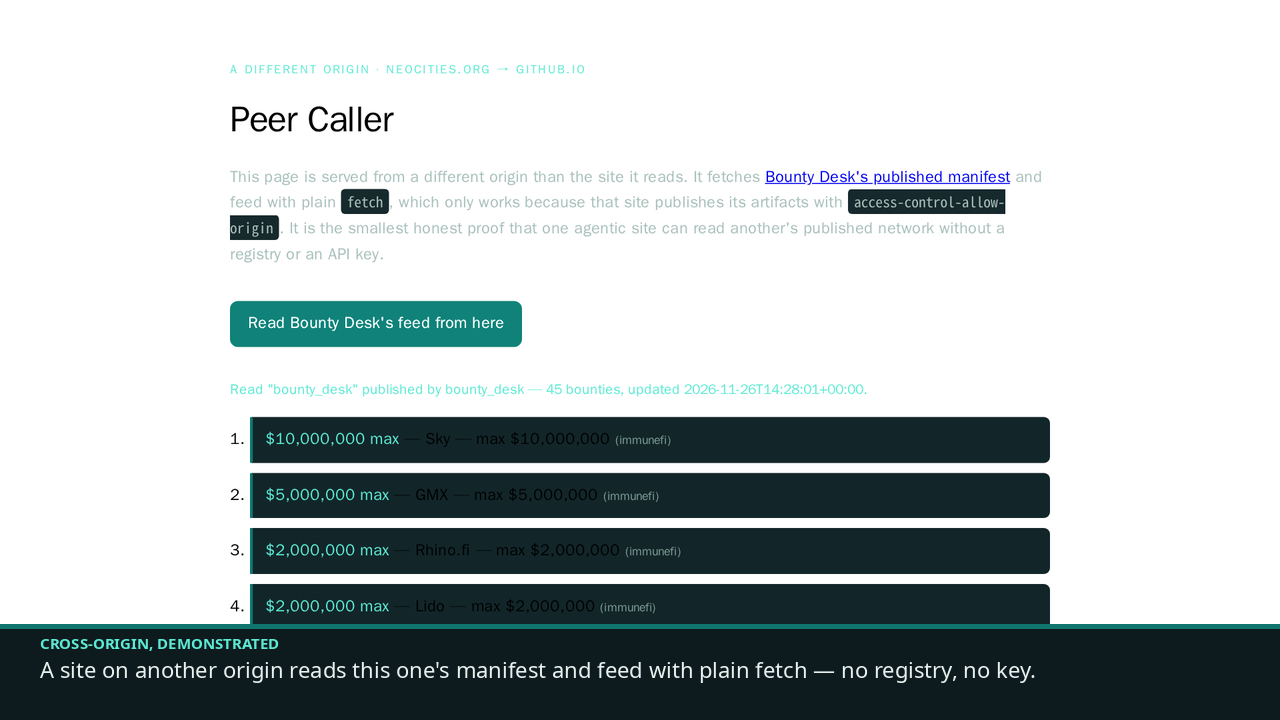 A DIFFERENT ORIGIN · NEOCITIES.ORG → GITHUB.IO
Peer Caller
This page is served from a different origin than the site it reads. It fetches Bounty Desk's published manifest and
feed with plain fetch, which only works because that site publishes its artifacts with access-control-allow-
origin. It is the smallest honest proof that one agentic site can read another's published network without a
registry or an API key.
Read Bounty Desk's feed from here
Read "bounty_desk" published by bounty_desk — 45 bounties, updated 2026-11-26T14:28:01+00:00.
1. $10,000,000 max — Sky — max $10,000,000 (immunefi)
2. $5,000,000 max — GMX — max $5,000,000 (immunefi)
3. $2,000,000 max — Rhino.fi — max $2,000,000 (immunefi)
4. $2,000,000 max — Lido — max $2,000,000 (immunefi)
CROSS-ORIGIN, DEMONSTRATED
A site on another origin reads this one's manifest and feed with plain fetch — no registry, no key.